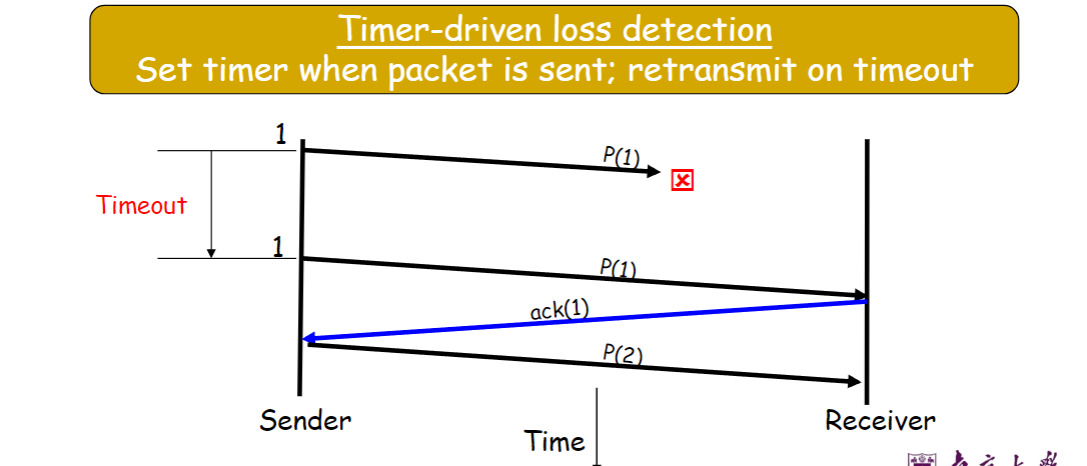 Timer-driven loss detection
Set timer when packet is sent; retransmit on timeout
1
P(1)
Timeout
1
P(1)
ack(1)
P(2)
Sender
Receiver
Time